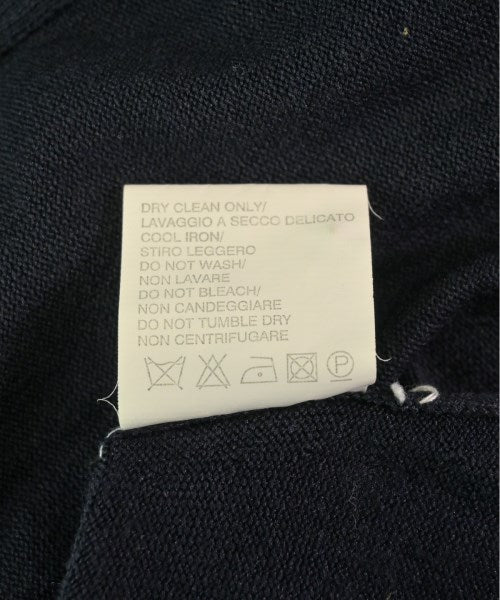 DRY CLEAN ONLY/
LAVAGGIO A SECCO DELICATO
COOL IRON/
STIRO LEGGERO
DO NOT WASH/
NON LAVARE
DO NOT BLEACH/
NON CANDEGGIARE
DO NOT TUMBLE DRY
NON CENTRIFUGARE
P